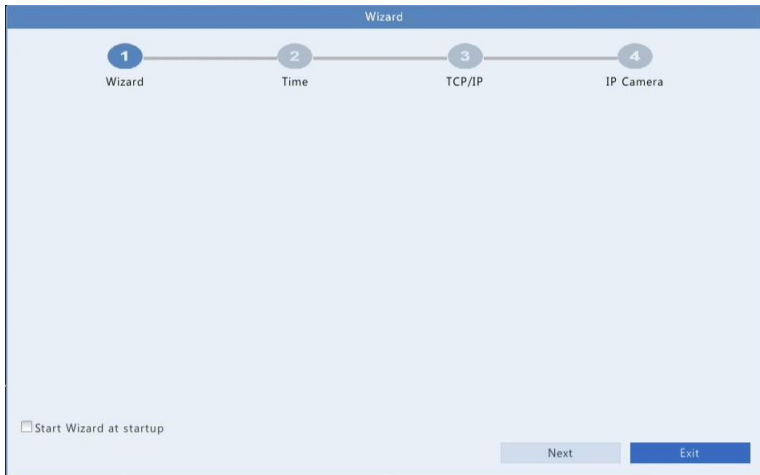 Wizard
1 2 3 4
Wizard Time TCP/IP IP Camera
Start Wizard at startup
Next Exit